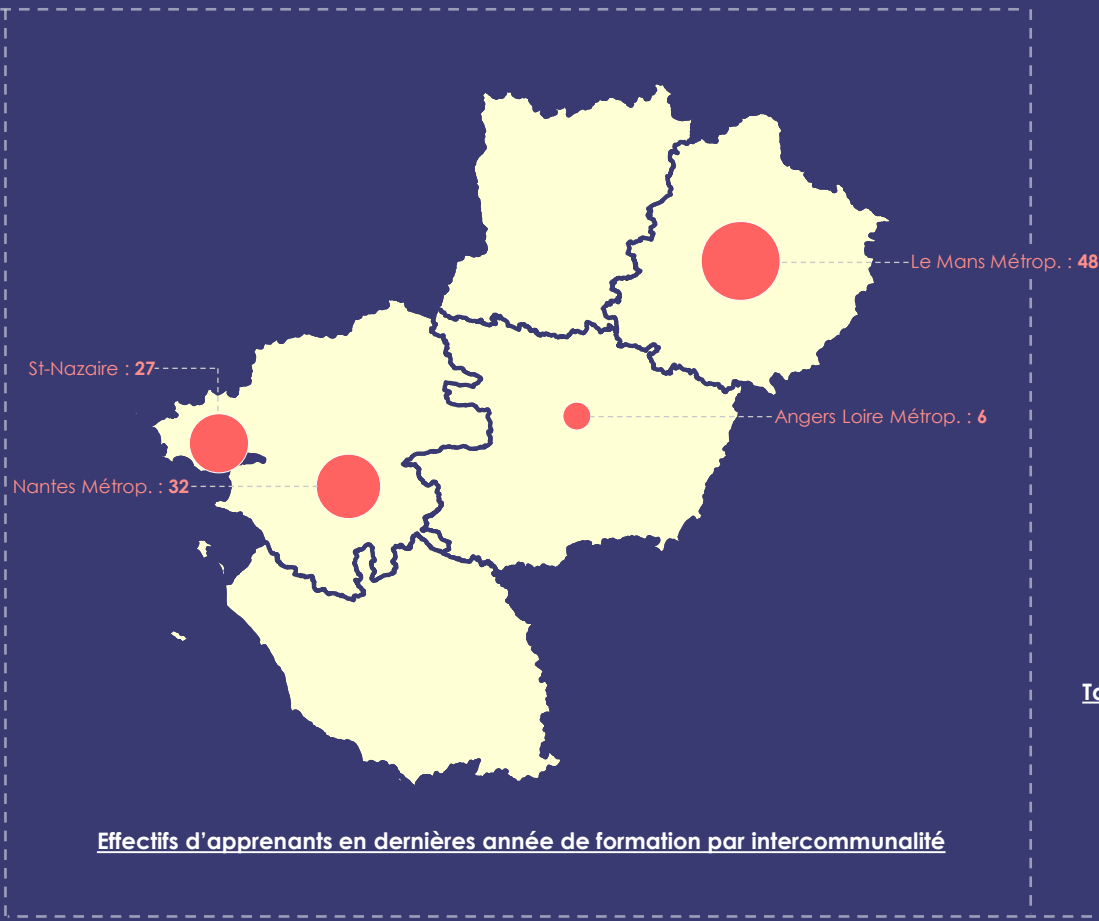 Le Mans Métrop. : 48
St-Nazaire : 27
Angers Loire Métrop. : 6
Nantes Métrop. : 32
Effectifs d’apprenants en dernières année de formation par intercommunalité